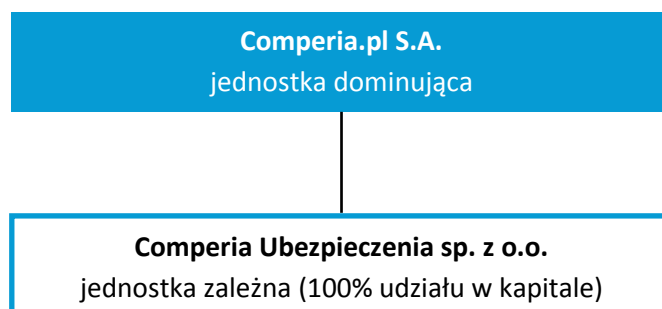 Comperia.pl S.A.
jednostka dominująca
Comperia Ubezpieczenia sp. z o.o.
jednostka zależna (100% udziału w kapitale)